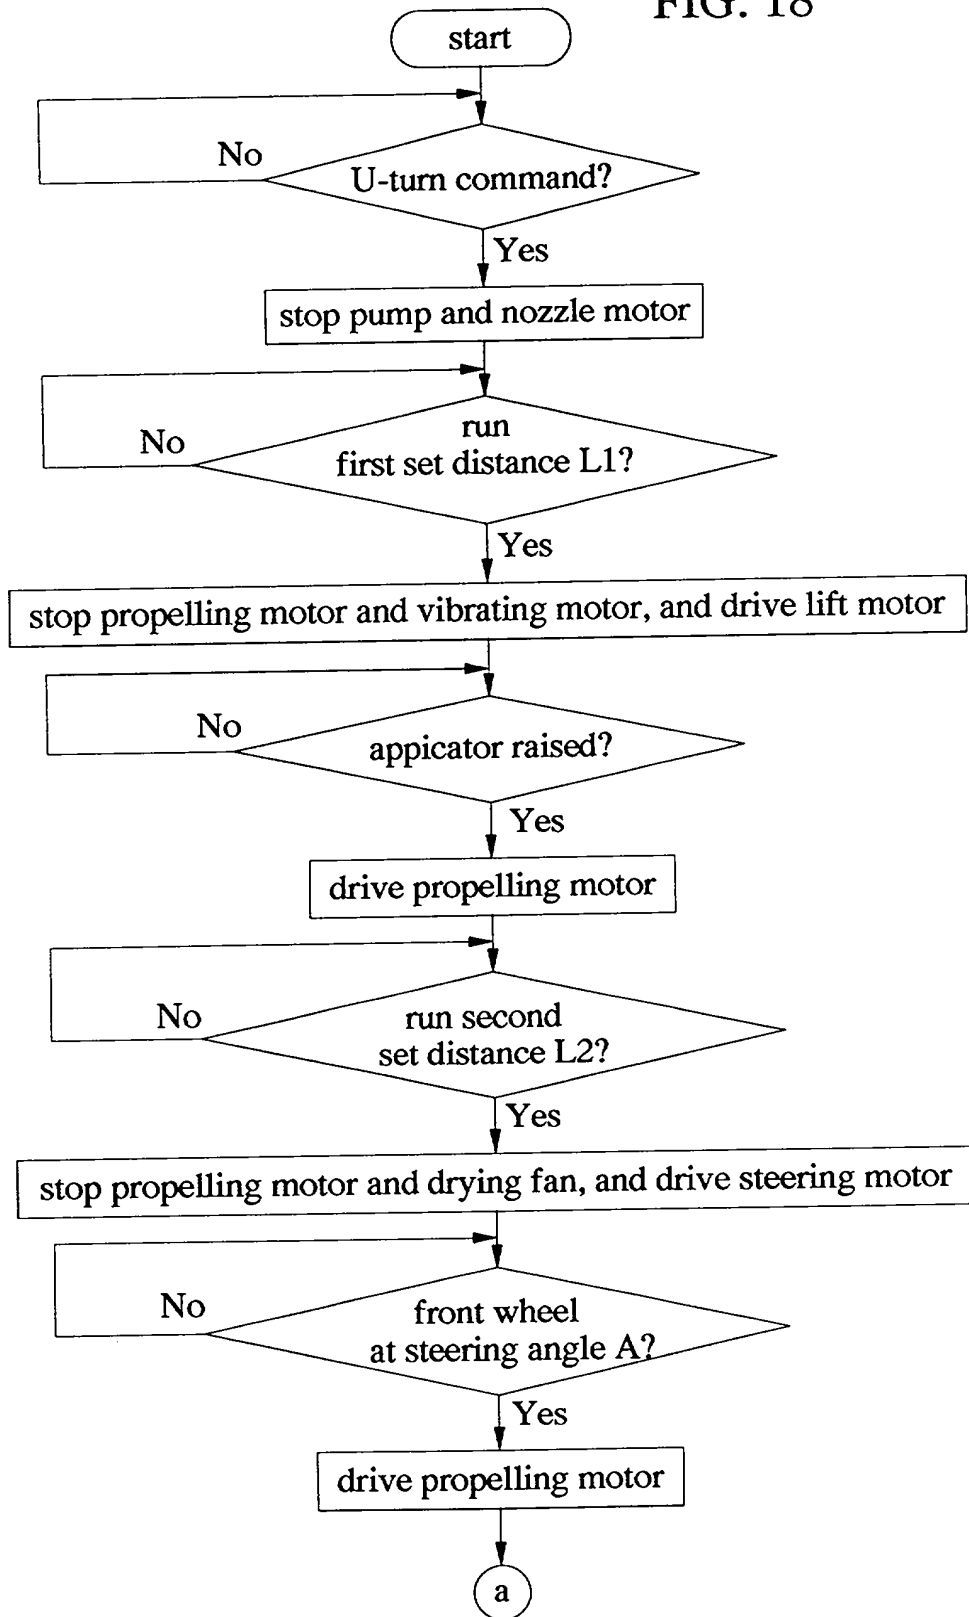 FIG. 18
start
No
U-turn command?
Yes
stop pump and nozzle motor
run
No
first set distance L1?
Yes
stop propelling motor and vibrating motor, and drive lift motor
No
appicator raised?
Yes
drive propelling motor
No
run second
set distance L2?
Yes
stop propelling motor and drying fan, and drive steering motor
No
front wheel
at steering angle A?
Yes
drive propelling motor
a